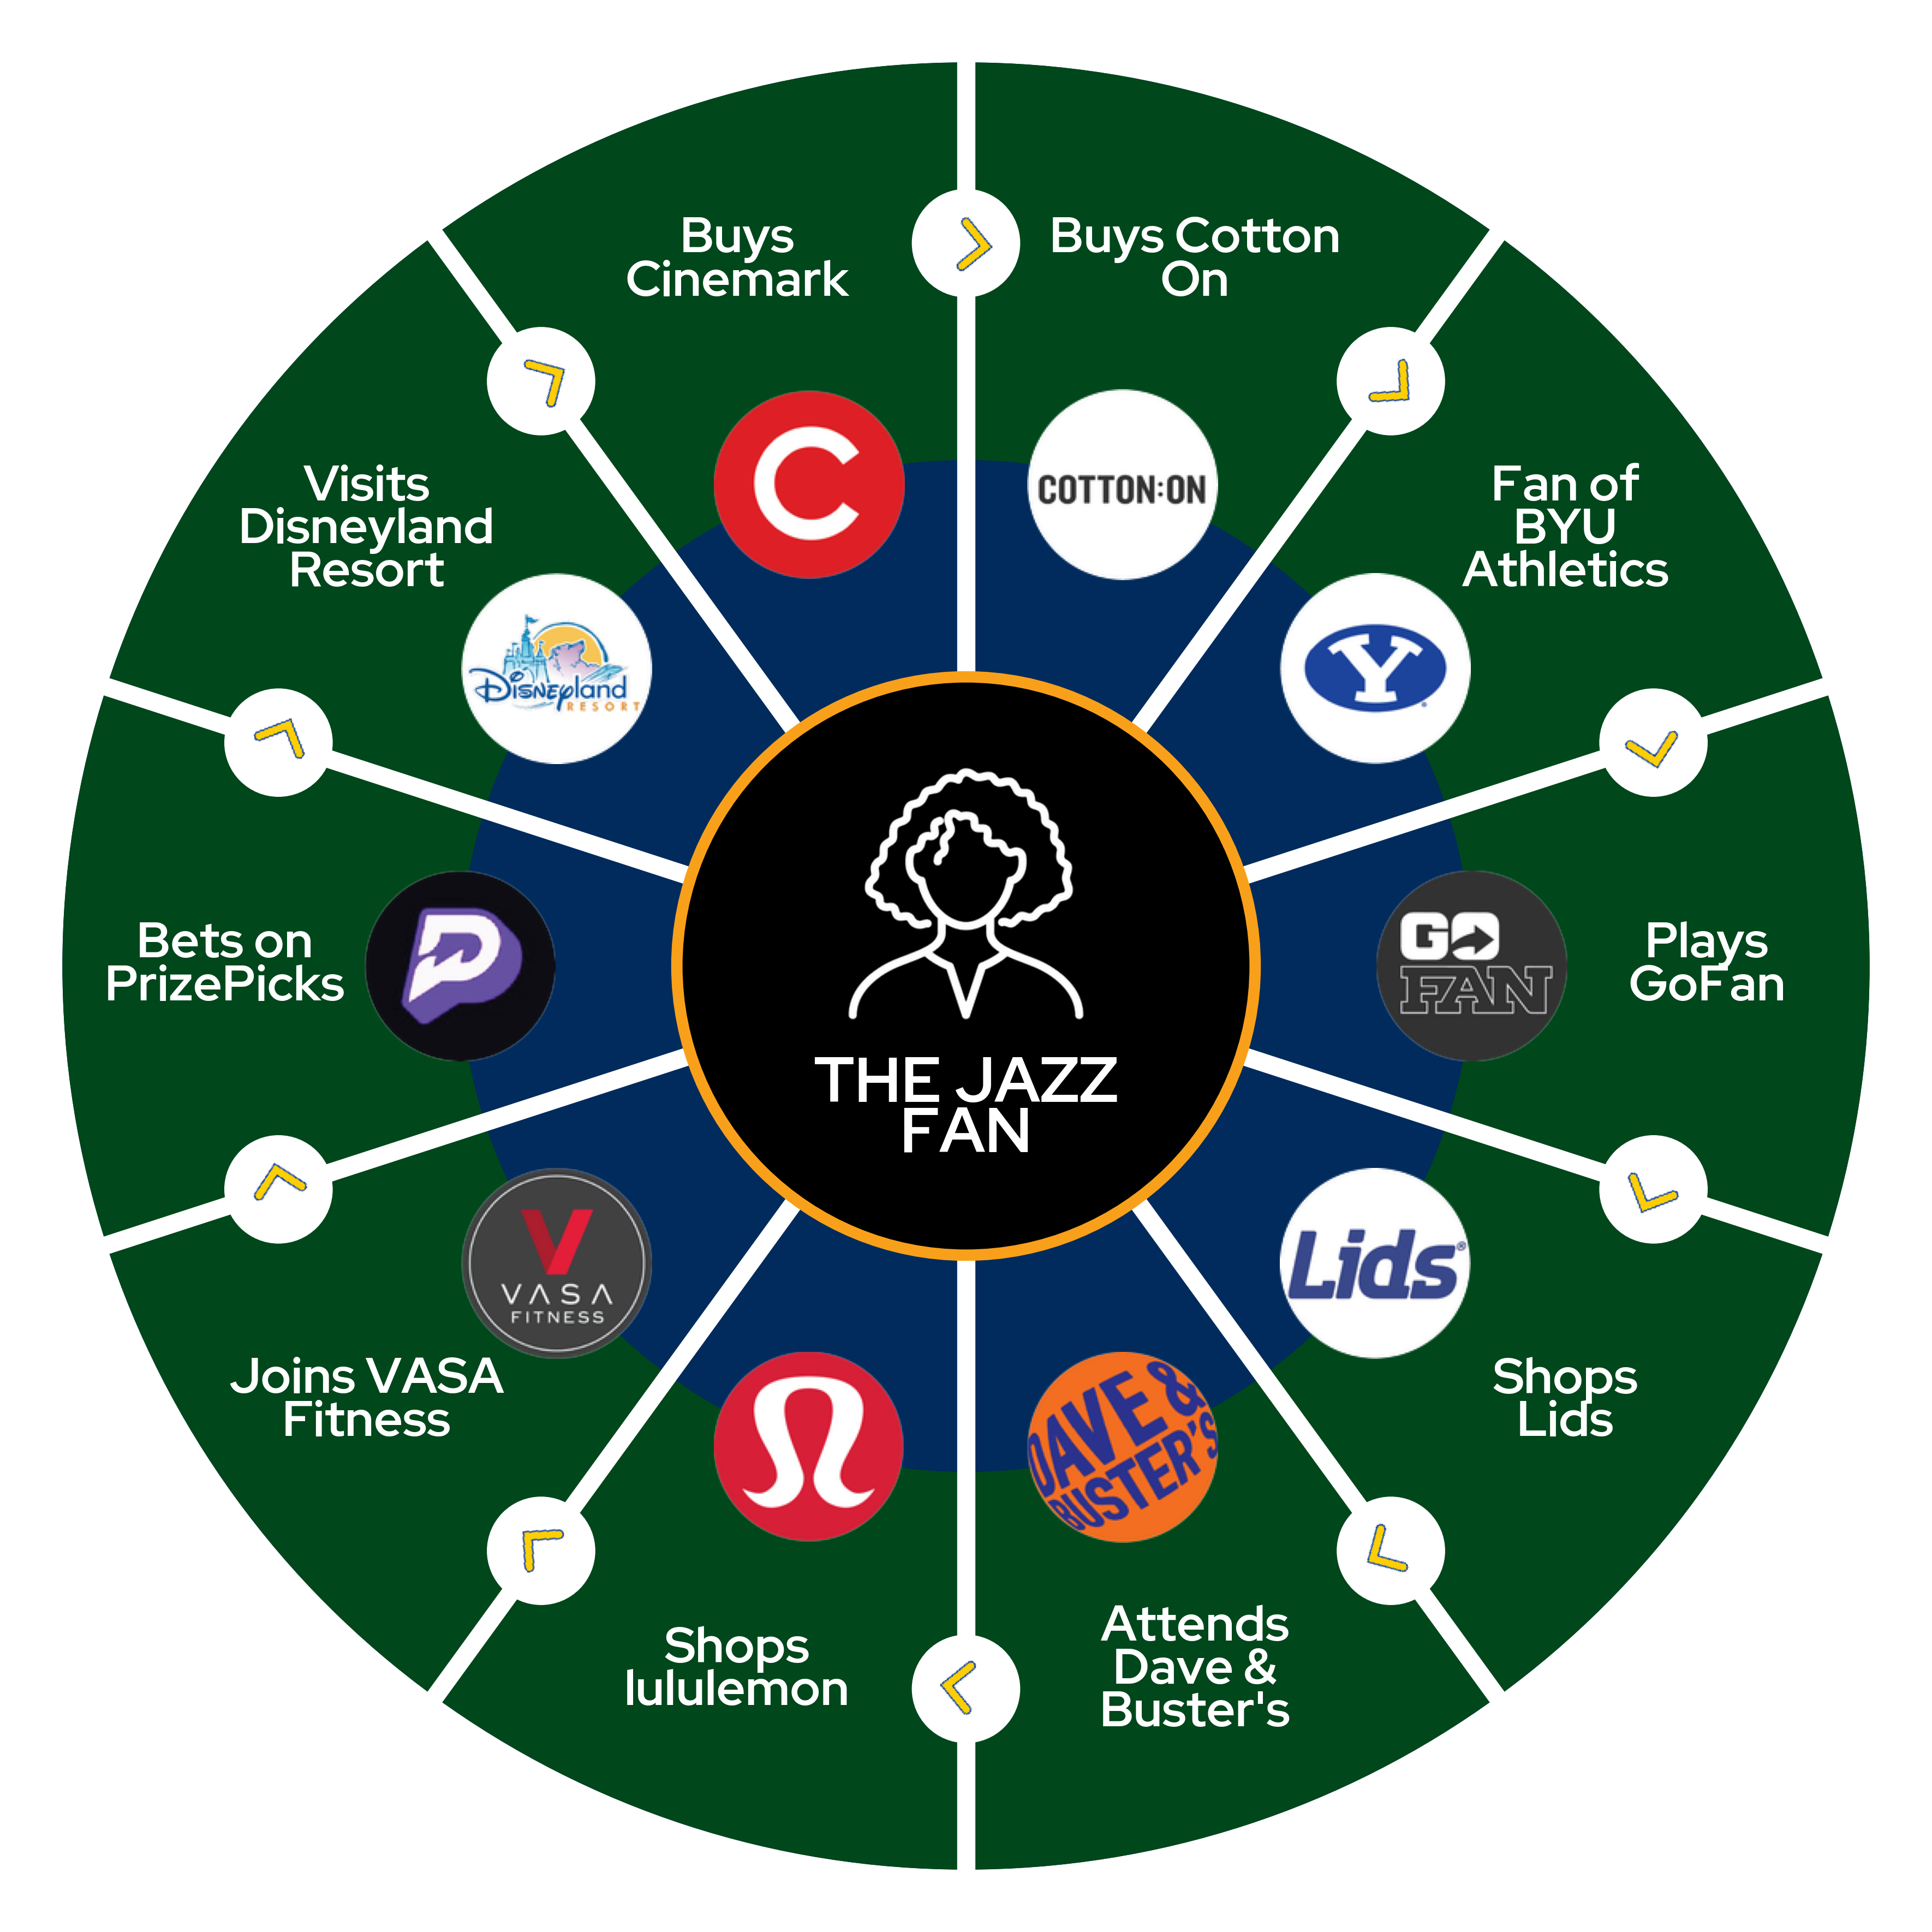 Buys
Cinemark
Buys Cotton
On
COTTON:ON
Fan of
BYU
Athletics
Y
Plays
GoFan
GO
FAN
Shops
Lids
Lids®
Attends
Dave &
Buster's
DAVE &
BUSTER'S
Shops
lululemon
Joins VASA
Fitness
VASA
FITNESS
Bets on
PrizePicks
P
Visits
Disneyland
Resort
Disneyland
RESORT
C
THE JAZZ
FAN